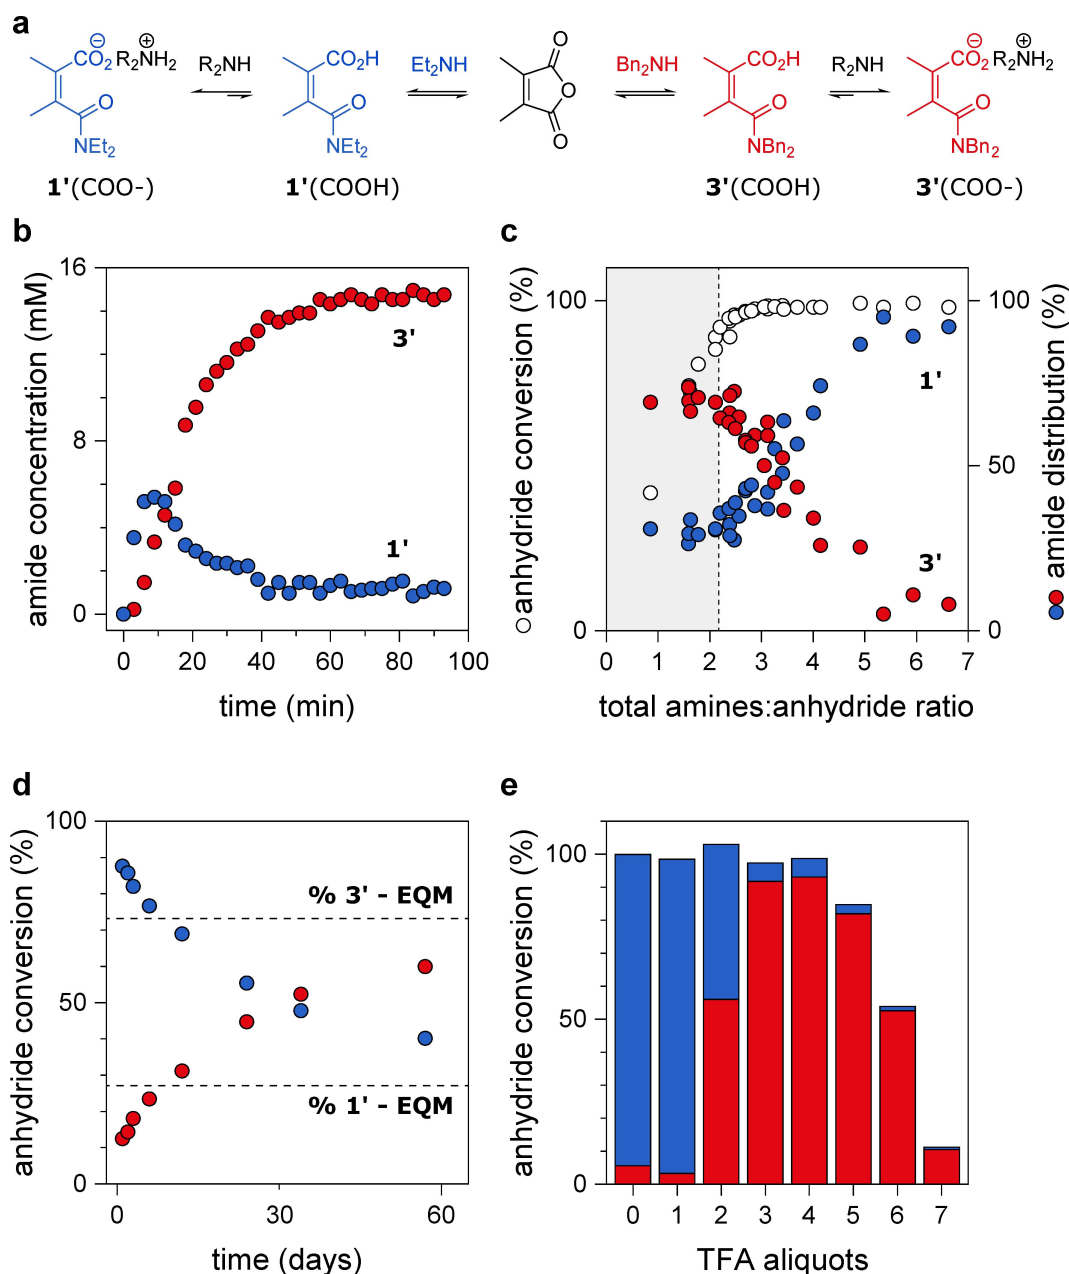 a
CO₂⊖ R₂NH₂⊕ R₂NH CO₂H Et₂NH O O O Bn₂NH CO₂H R₂NH CO₂⊖ R₂NH₂⊕
O O O O
NEt₂ NEt₂ NBn₂ NBn₂
1'(COO-) 1'(COOH) 3'(COOH) 3'(COO-)
b
amide concentration (mM)
16
8
0
3'
1'
0 20 40 60 80 100
time (min)
c
anhydride conversion (%)
100
0
1'
3'
100
50
0
amide distribution (%)
0 1 2 3 4 5 6 7
total amines:anhydride ratio
d
anhydride conversion (%)
100
50
0
% 3' - EQM
% 1' - EQM
0 30 60
time (days)
e
anhydride conversion (%)
100
50
0
0 1 2 3 4 5 6 7
TFA aliquots